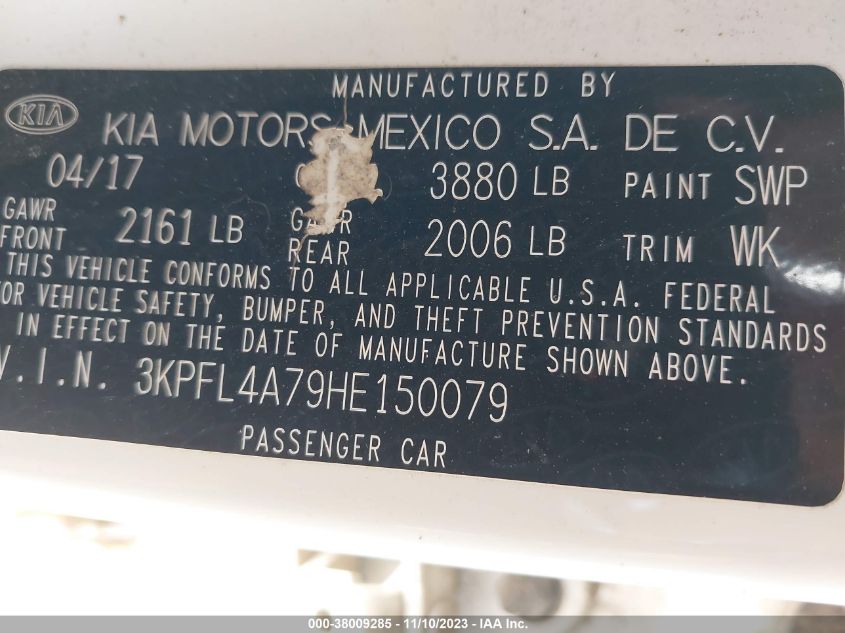 MANUFACTURED BY
KIA
KIA MOTORS MEXICO S.A. DE C.V.
04/17 3880 LB PAINT SWP
GAWR FRONT 2161 LB GAWR REAR 2006 LB TRIM WK
THIS VEHICLE CONFORMS TO ALL APPLICABLE U.S.A. FEDERAL
FOR VEHICLE SAFETY, BUMPER, AND THEFT PREVENTION STANDARDS
IN EFFECT ON THE DATE OF MANUFACTURE SHOWN ABOVE.
V.I.N. 3KPFL4A79HE150079
PASSENGER CAR
000-38009285 - 11/10/2023 - IAA Inc.